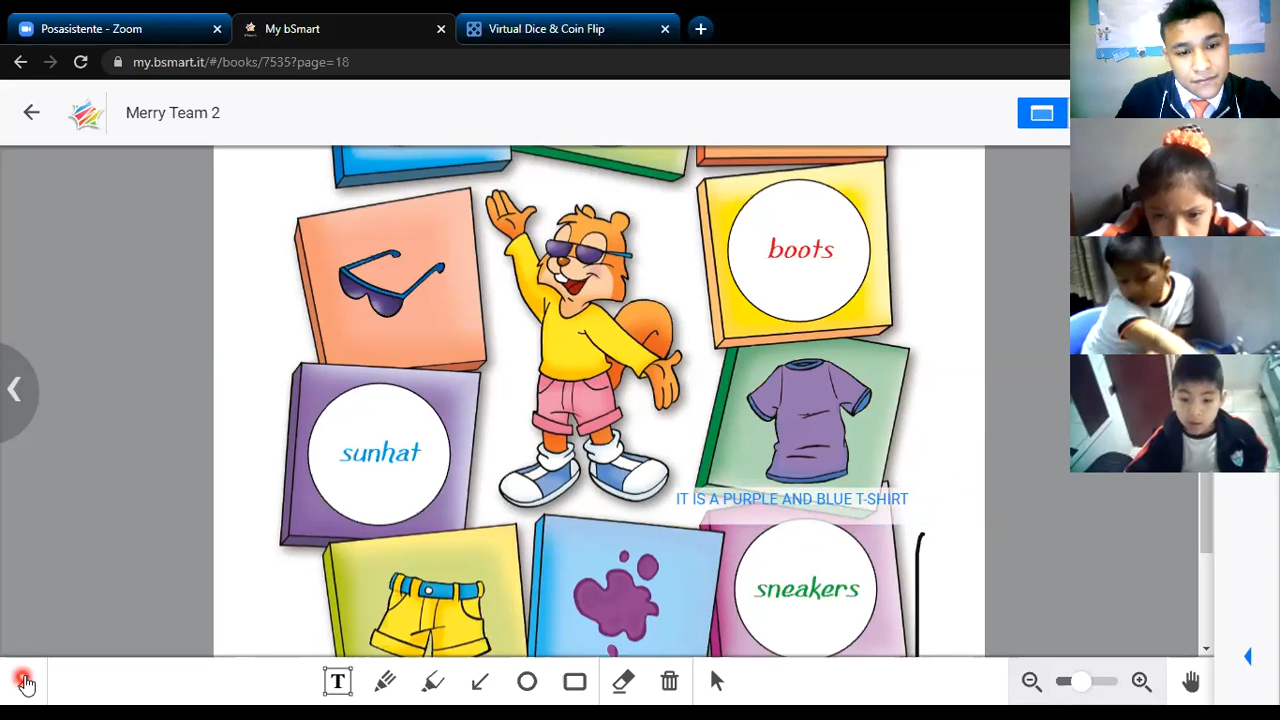 Posasistente - Zoom
My bSmart
Virtual Dice & Coin Flip
my.bsmart.it/#/books/7535?page=18
Merry Team 2
boots
sunhat
IT IS A PURPLE AND BLUE T-SHIRT
sneakers
T